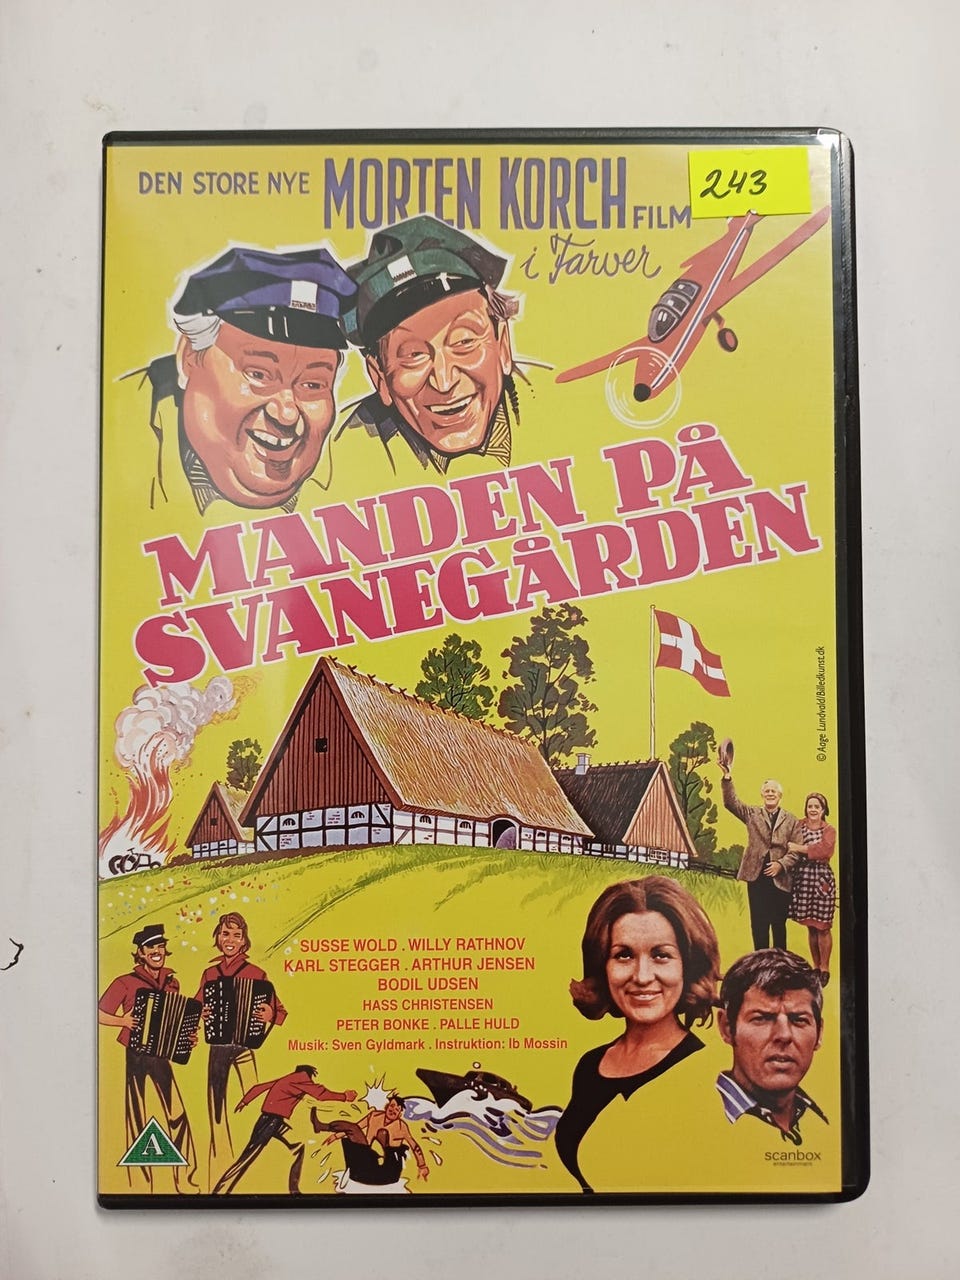 DEN STORE NYE MORTEN KORCH FILM
243
i Farver
MANDEN PÅ
SVANEGÅRDEN
© Aage Lundvald/Billedkunst.dk
SUSSE WOLD . WILLY RATHNOV
KARL STEGGER . ARTHUR JENSEN
BODIL UDSEN
HASS CHRISTENSEN
PETER BONKE . PALLE HULD
Musik: Sven Gyldmark . Instruktion: Ib Mossin
A
scanbox
entertainment